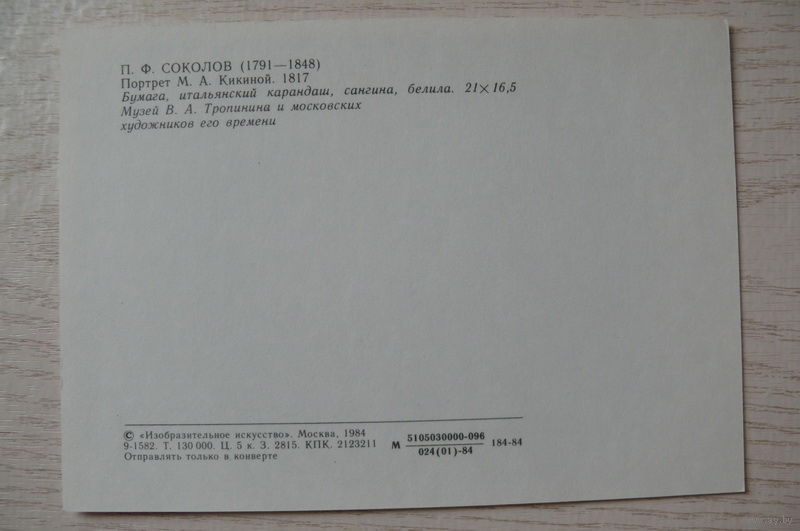 П. Ф. СОКОЛОВ (1791—1848)
Портрет М. А. Кикиной. 1817
Бумага, итальянский карандаш, сангина, белила. 21×16,5
Музей В. А. Тропинина и московских
художников его времени
© «Изобразительное искусство». Москва, 1984
9-1582. Т. 130 000. Ц. 5 к. З. 2815. КПК. 2123211
Отправлять только в конверте
М 5105030000-096 184-84
024(01)-84